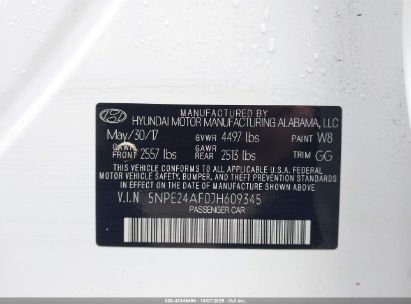 MANUFACTURED BY
HYUNDAI MOTOR MANUFACTURING ALABAMA, LLC
May/30/17 GVWR 4497 lbs PAINT W8
GAWR FRONT 2557 lbs GAWR REAR 2513 lbs TRIM GG
THIS VEHICLE CONFORMS TO ALL APPLICABLE U.S.A. FEDERAL
MOTOR VEHICLE SAFETY, BUMPER, AND THEFT PREVENTION STANDARDS
IN EFFECT ON THE DATE OF MANUFACTURE SHOWN ABOVE.
V.I.N 5NPE24AF0JH609345
PASSENGER CAR